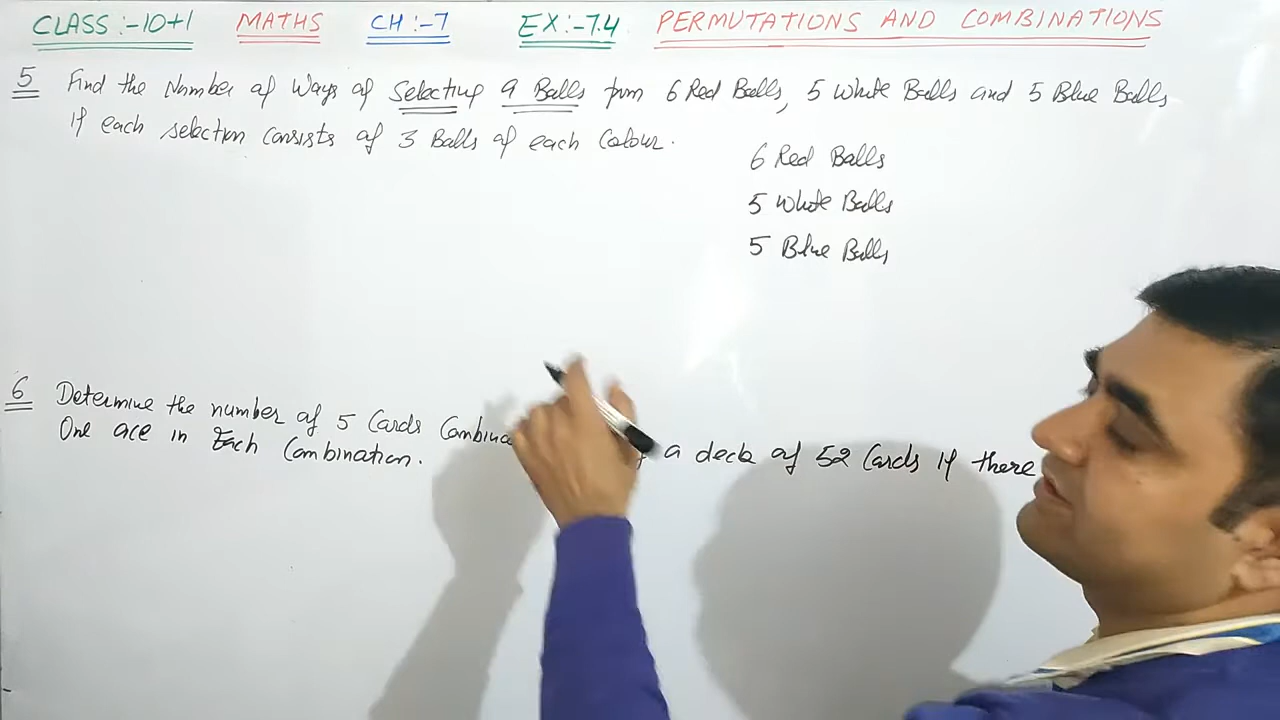 CLASS :- 10+1 MATHS CH :- 7 EX :- 7.4 PERMUTATIONS AND COMBINATIONS
5 Find the Number of Ways of Selecting 9 Balls from 6 Red Balls, 5 White Balls and 5 Blue Balls
if each selection consists of 3 Balls of each Colour.
6 Red Balls
5 White Balls
5 Blue Balls
6 Determine the number of 5 Cards a deck of 52 Cards if there
One ace in Each Combination.